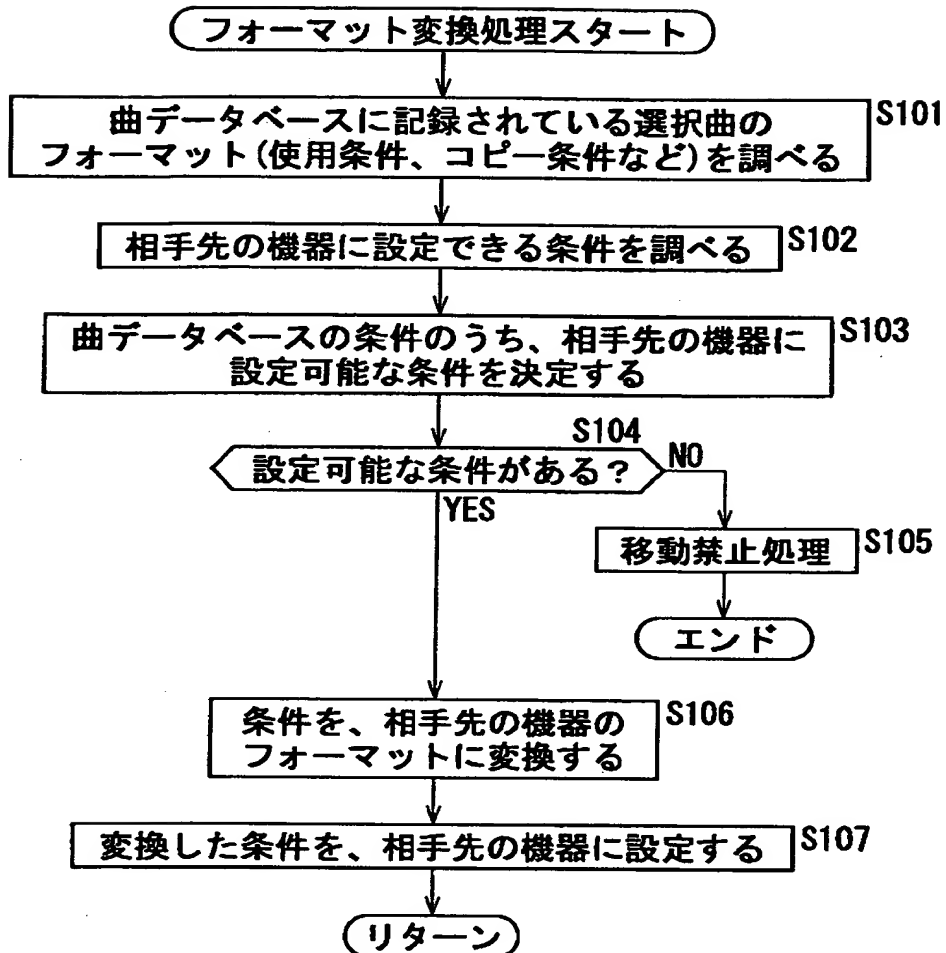 フォーマット変換処理スタート
曲データベースに記録されている選択曲の
フォーマット(使用条件、コピー条件など)を調べる
S101
相手先の機器に設定できる条件を調べる
S102
曲データベースの条件のうち、相手先の機器に
設定可能な条件を決定する
S103
S104
設定可能な条件がある?
NO
YES
移動禁止処理
S105
エンド
条件を、相手先の機器の
フォーマットに変換する
S106
変換した条件を、相手先の機器に設定する
S107
リターン